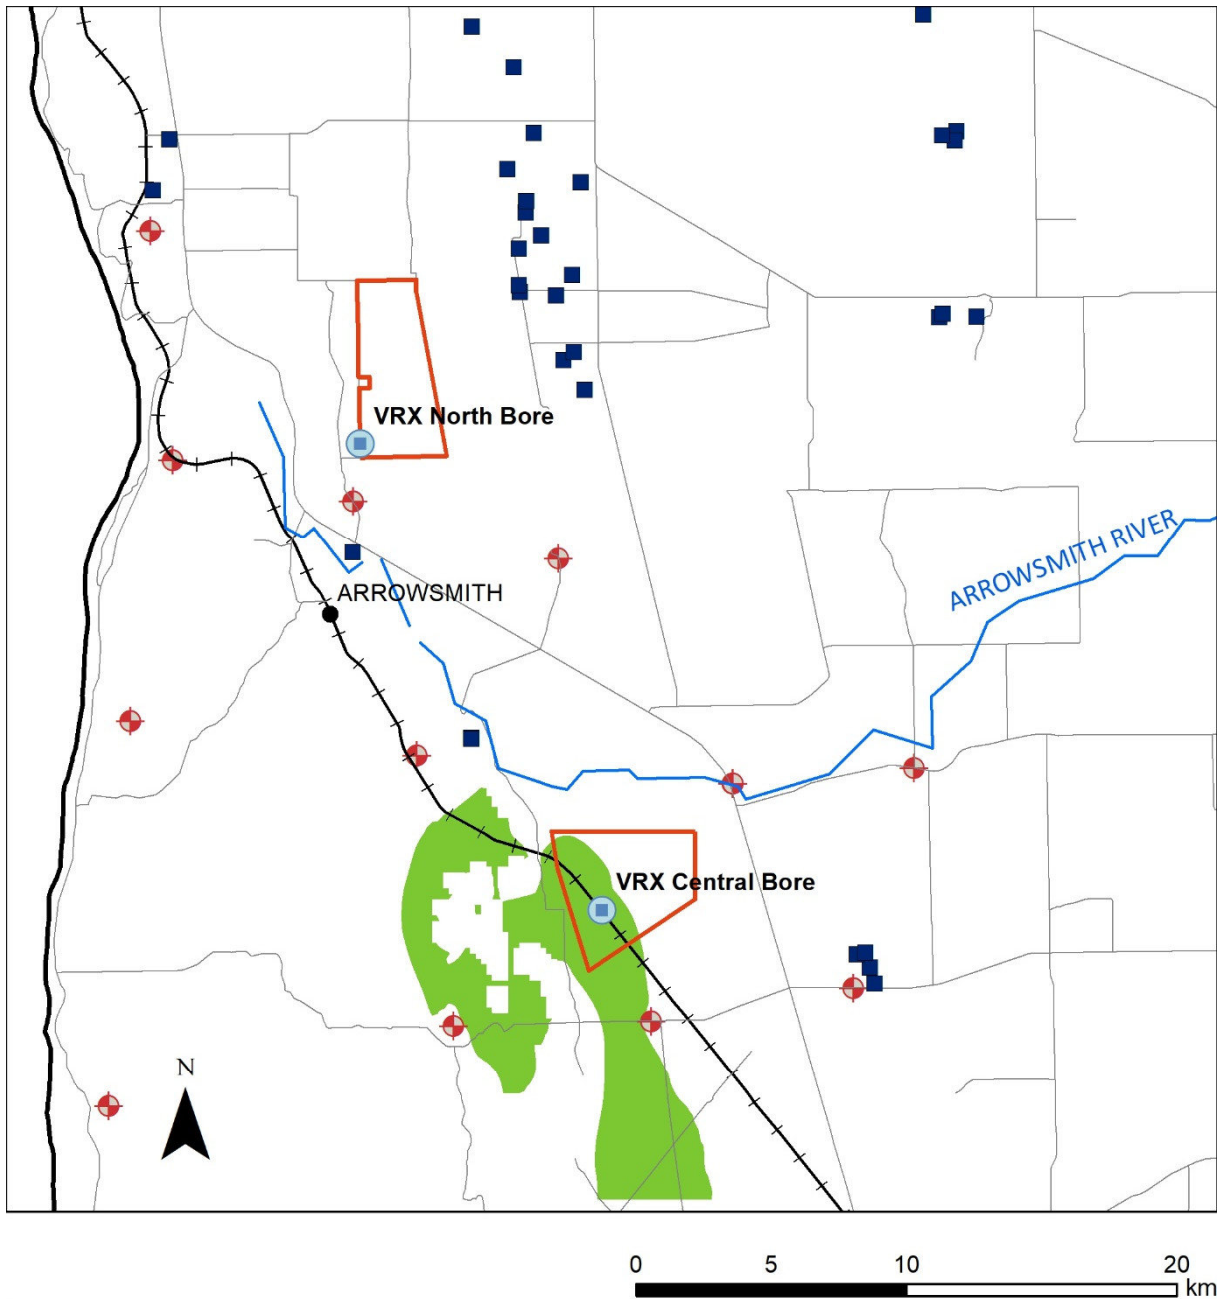 VRX North Bore
ARROWSMITH RIVER
ARROWSMITH
VRX Central Bore
N
0 5 10 20
km